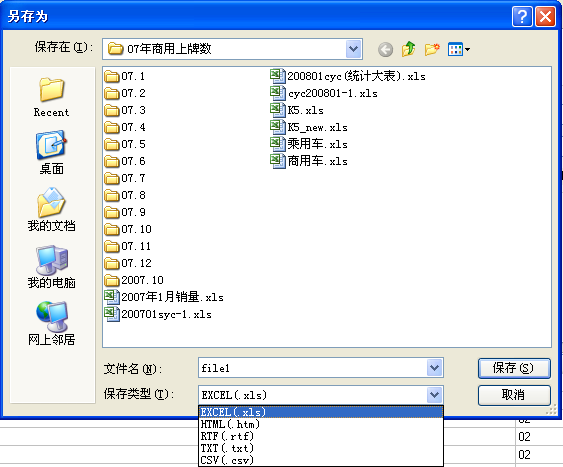 另存为
保存在(I):
07年商用上牌数
Recent
桌面
我的文档
我的电脑
网上邻居
07.1
07.2
07.3
07.4
07.5
07.6
07.7
07.8
07.9
07.10
07.11
07.12
2007.10
2007年1月销量.xls
200701syc-1.xls
200801cyc(统计大表).xls
cyc200801-1.xls
K5.xls
K5_new.xls
乘用车.xls
商用车.xls
文件名(N):
file1
保存(S)
保存类型(T):
EXCEL(.xls)
取消
EXCEL(.xls)
HTML(.htm)
RTF(.rtf)
TXT(.txt)
CSV(.csv)
02
02
02